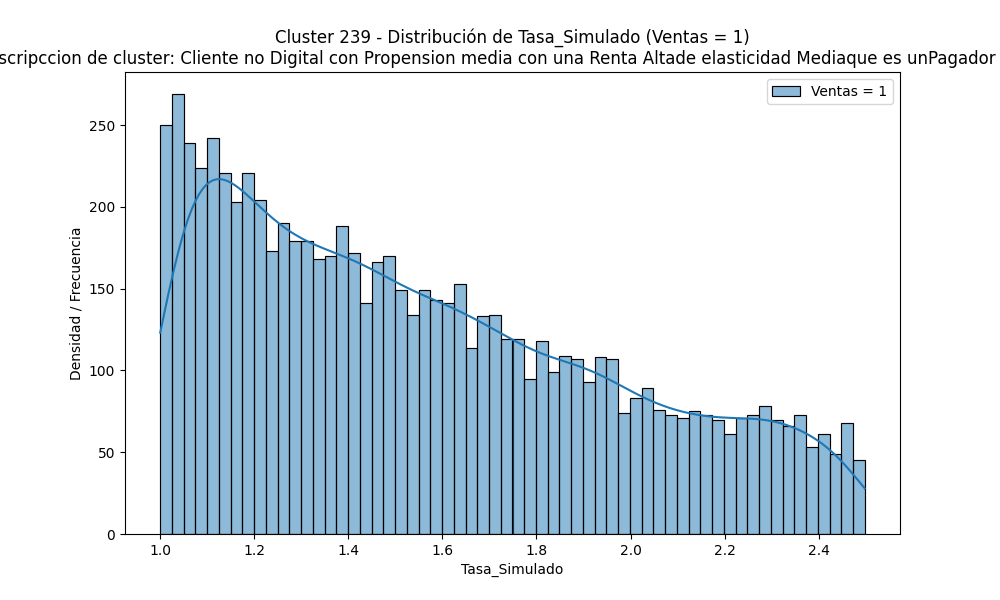 Cluster 239 - Distribución de Tasa_Simulado (Ventas = 1)
scripccion de cluster: Cliente no Digital con Propension media con una Renta Altade elasticidad Mediaque es unPagador
Ventas = 1
Densidad / Frecuencia
250
200
150
100
50
0
1.0 1.2 1.4 1.6 1.8 2.0 2.2 2.4
Tasa_Simulado